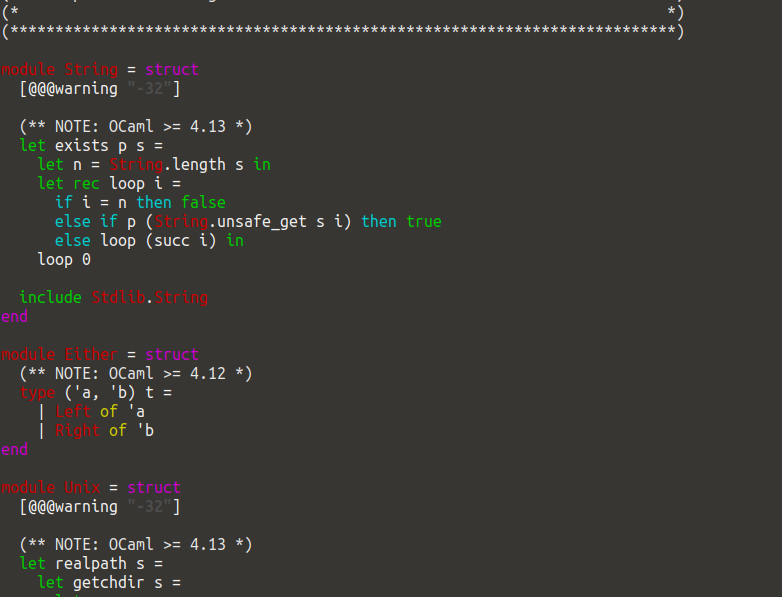 (*                                                                        *)
(**************************************************************************)
module String = struct
  [@@@warning "-32"]
  (** NOTE: OCaml >= 4.13 *)
  let exists p s =
    let n = String.length s in
    let rec loop i =
      if i = n then false
      else if p (String.unsafe_get s i) then true
      else loop (succ i) in
    loop 0
  include Stdlib.String
end
module Either = struct
  (** NOTE: OCaml >= 4.12 *)
  type ('a, 'b) t =
    | Left of 'a
    | Right of 'b
end
module Unix = struct
  [@@@warning "-32"]
  (** NOTE: OCaml >= 4.13 *)
  let realpath s =
    let getchdir s =